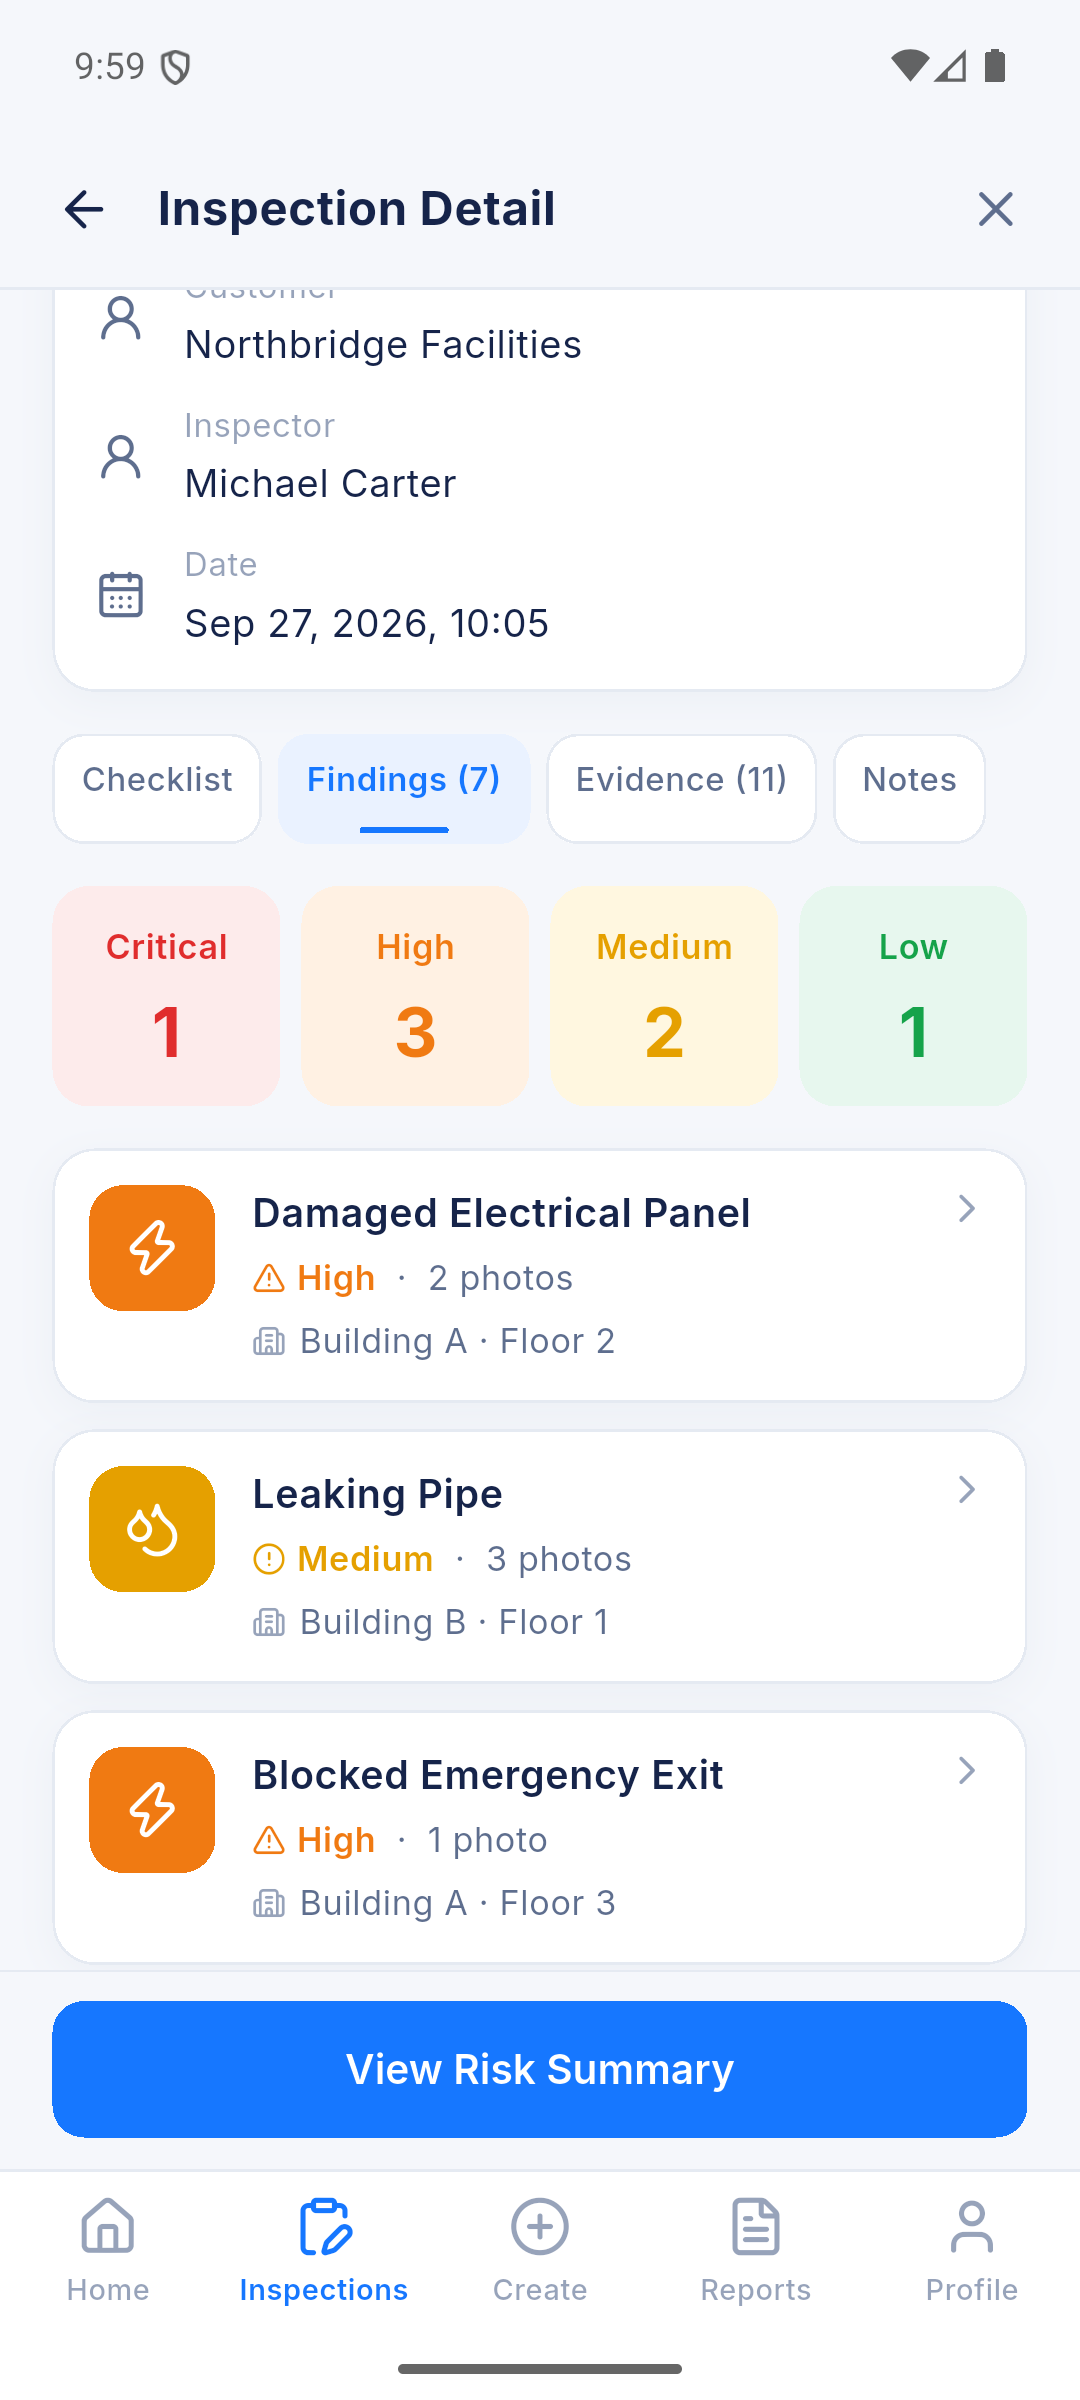 9:59
Inspection Detail
Customer
Northbridge Facilities
Inspector
Michael Carter
Date
Sep 27, 2026, 10:05
Checklist
Findings (7)
Evidence (11)
Notes
Critical
High
Medium
Low
1
3
2
1
Damaged Electrical Panel
High · 2 photos
Building A · Floor 2
Leaking Pipe
Medium · 3 photos
Building B · Floor 1
Blocked Emergency Exit
High · 1 photo
Building A · Floor 3
View Risk Summary
Home
Inspections
Create
Reports
Profile